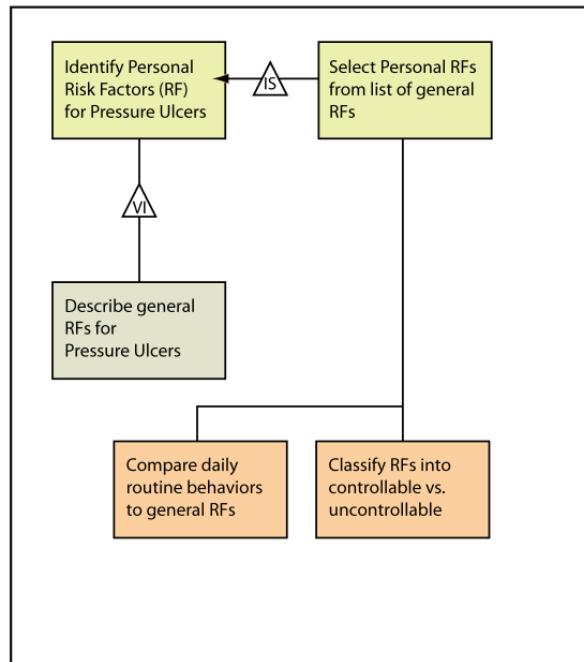 Identify Personal
Risk Factors (RF)
for Pressure Ulcers
IS
Select Personal RFs
from list of general
RFs
VI
Describe general
RFs for
Pressure Ulcers
Compare daily
routine behaviors
to general RFs
Classify RFs into
controllable vs.
uncontrollable